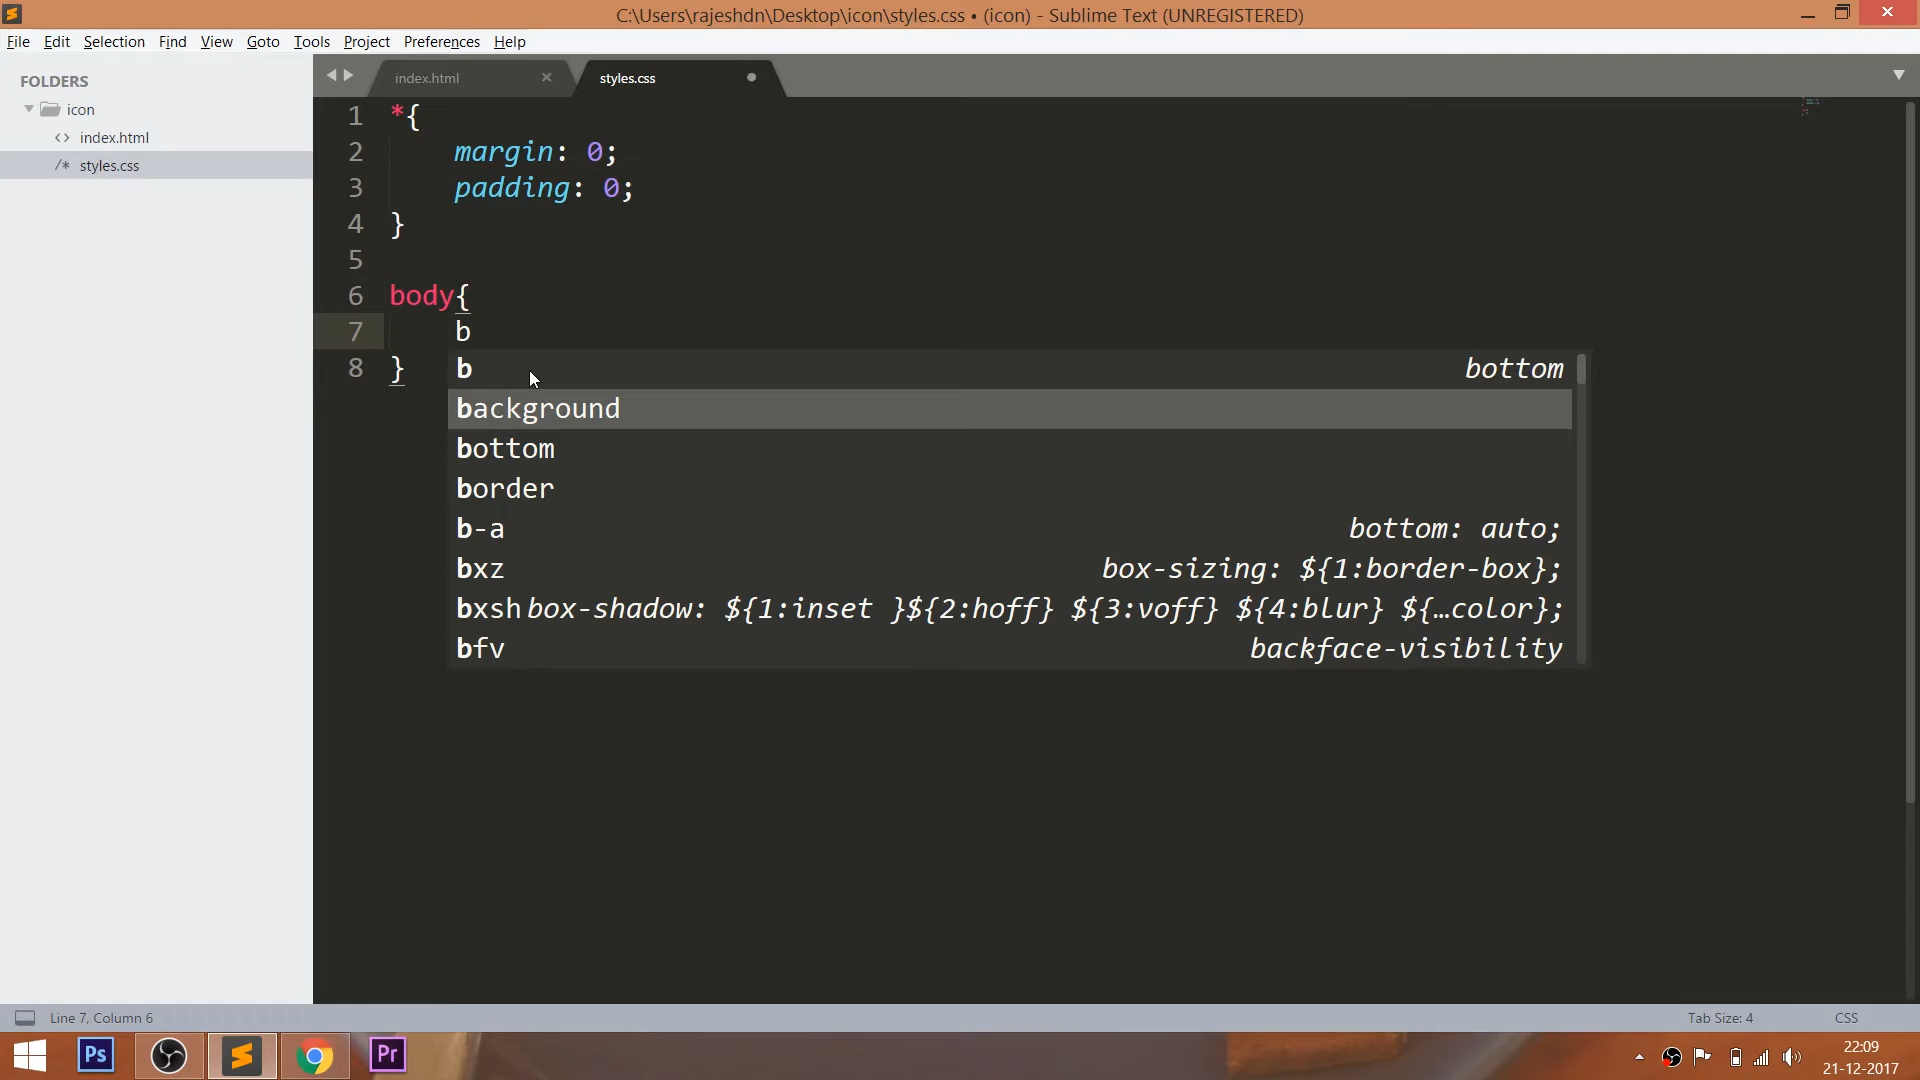 C:\Users\rajeshdn\Desktop\icon\styles.css • (icon) - Sublime Text (UNREGISTERED)
File Edit Selection Find View Goto Tools Project Preferences Help
FOLDERS
icon
<> index.html
/* styles.css
index.html × styles.css
1 *{
2 margin: 0;
3 padding: 0;
4 }
5
6 body{
7 b
8 }
b bottom
background
bottom
border
b-a bottom: auto;
bxz box-sizing: ${1:border-box};
bxsh box-shadow: ${1:inset }${2:hoff} ${3:voff} ${4:blur} ${…color};
bfv backface-visibility
Line 7, Column 6 Tab Size: 4 CSS
Ps Pr
22:09
21-12-2017